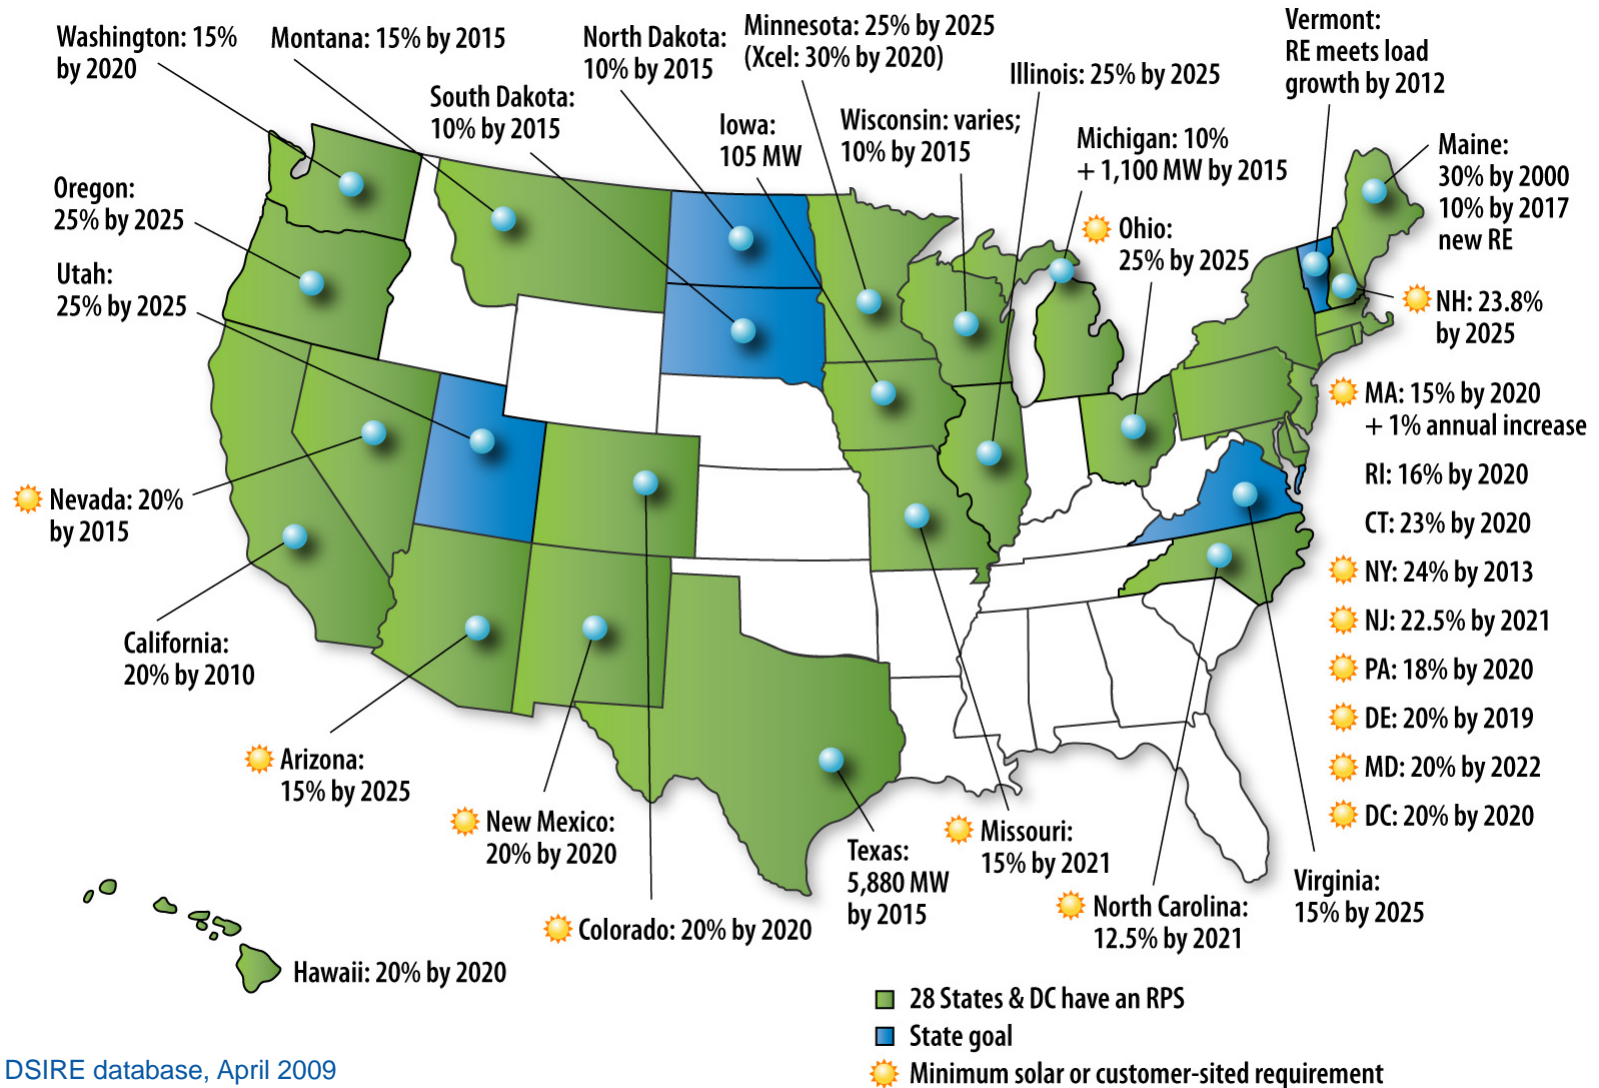 Washington: 15%
by 2020
Montana: 15% by 2015
North Dakota:
10% by 2015
Minnesota: 25% by 2025
(Xcel: 30% by 2020)
Vermont:
RE meets load
growth by 2012
South Dakota:
10% by 2015
Iowa:
105 MW
Wisconsin: varies;
10% by 2015
Illinois: 25% by 2025
Michigan: 10%
+ 1,100 MW by 2015
Maine:
30% by 2000
10% by 2017
new RE
Oregon:
25% by 2025
Ohio:
25% by 2025
Utah:
25% by 2025
NH: 23.8%
by 2025
MA: 15% by 2020
+ 1% annual increase
RI: 16% by 2020
CT: 23% by 2020
NY: 24% by 2013
NJ: 22.5% by 2021
PA: 18% by 2020
DE: 20% by 2019
MD: 20% by 2022
DC: 20% by 2020
Nevada: 20%
by 2015
California:
20% by 2010
Arizona:
15% by 2025
New Mexico:
20% by 2020
Colorado: 20% by 2020
Texas:
5,880 MW
by 2015
Missouri:
15% by 2021
North Carolina:
12.5% by 2021
Virginia:
15% by 2025
Hawaii: 20% by 2020
28 States & DC have an RPS
State goal
Minimum solar or customer-sited requirement
DSIRE database, April 2009